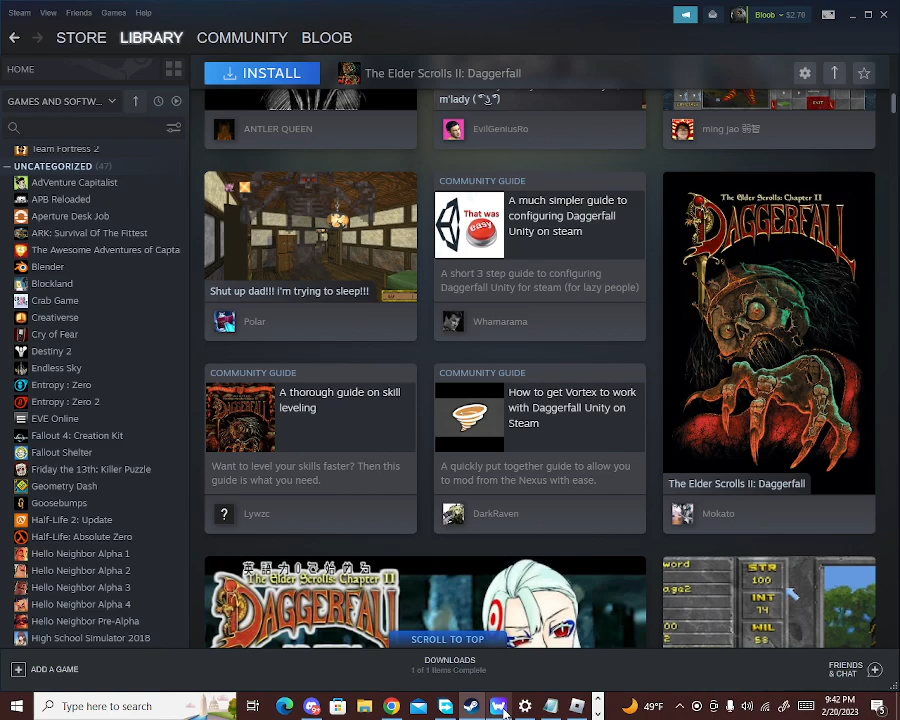 Steam View Friends Games Help
Bloob $2.70
STORE LIBRARY COMMUNITY BLOOB
HOME
INSTALL The Elder Scrolls II: Daggerfall
GAMES AND SOFTW...
Team Fortress 2
UNCATEGORIZED (47)
AdVenture Capitalist
APB Reloaded
Aperture Desk Job
ARK: Survival Of The Fittest
The Awesome Adventures of Capta
Blender
Blockland
Crab Game
Creativerse
Cry of Fear
Destiny 2
Endless Sky
Entropy : Zero
Entropy : Zero 2
EVE Online
Fallout 4: Creation Kit
Fallout Shelter
Friday the 13th: Killer Puzzle
Geometry Dash
Goosebumps
Half-Life 2: Update
Half-Life: Absolute Zero
Hello Neighbor Alpha 1
Hello Neighbor Alpha 2
Hello Neighbor Alpha 3
Hello Neighbor Alpha 4
Hello Neighbor Pre-Alpha
High School Simulator 2018
m'lady ( ͡° ͜ʖ ͡°)
EXIT
ANTLER QUEEN
EvilGeniusRo
ming jao
Shut up dad!!! i'm trying to sleep!!!
Polar
COMMUNITY GUIDE
That was
easy
A much simpler guide to
configuring Daggerfall
Unity on steam
A short 3 step guide to configuring
Daggerfall Unity for steam (for lazy people)
Whamarama
The Elder Scrolls: Chapter II
DAGGERFALL
The Elder Scrolls II: Daggerfall
Mokato
COMMUNITY GUIDE
A thorough guide on skill
leveling
Want to level your skills faster? Then this
guide is what you need.
Lywzc
COMMUNITY GUIDE
How to get Vortex to work
with Daggerfall Unity on
Steam
A quickly put together guide to allow you
to mod from the Nexus with ease.
DarkRaven
The Elder Scrolls: Chapter II
DAGGERFALL
word
age2
STR
100
INT
74
WIL
58
SCROLL TO TOP
ADD A GAME
DOWNLOADS
1 of 1 Items Complete
FRIENDS
& CHAT
Type here to search
49°F
9:42 PM
2/20/2023
5